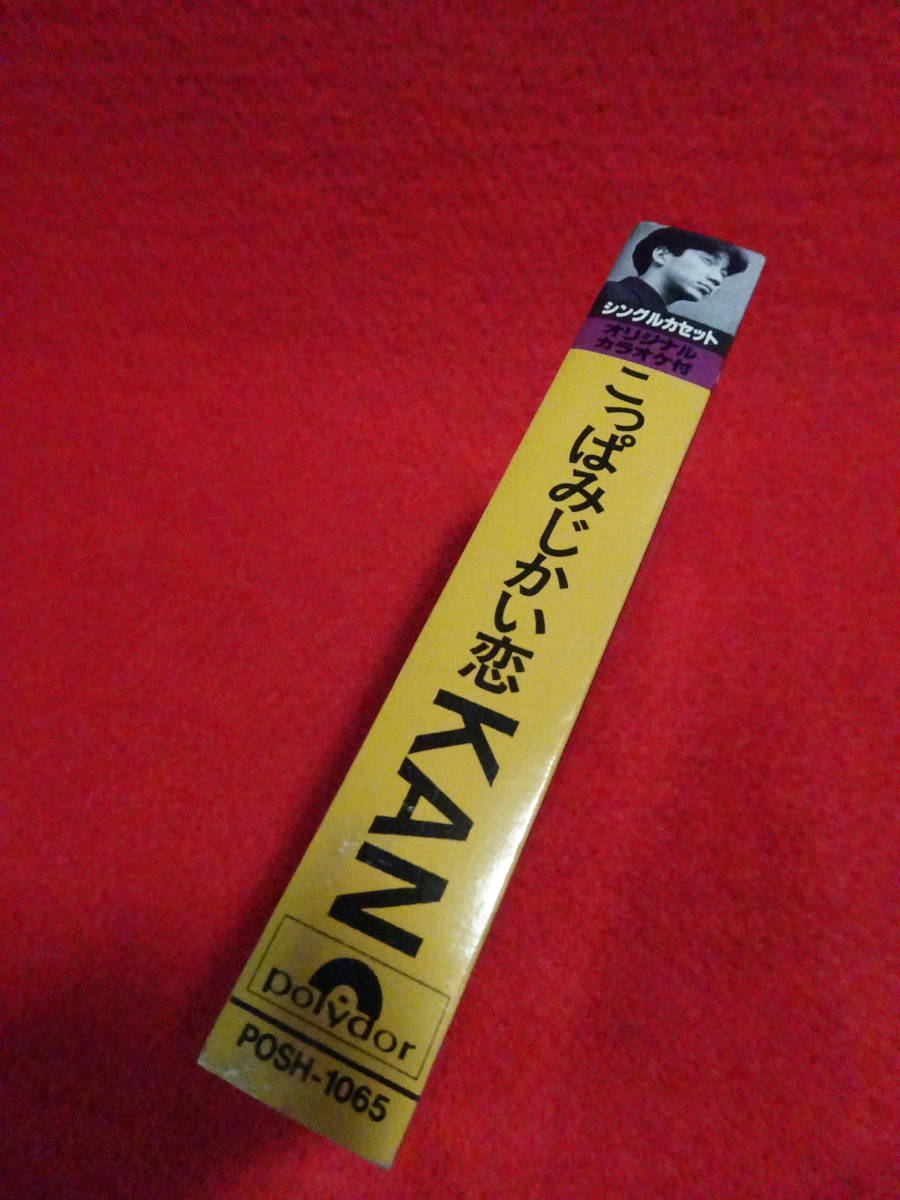 シングルカセット
オリジナル
カラオケ付
こっぱみじかい恋
KAN
polydor
POSH-1065